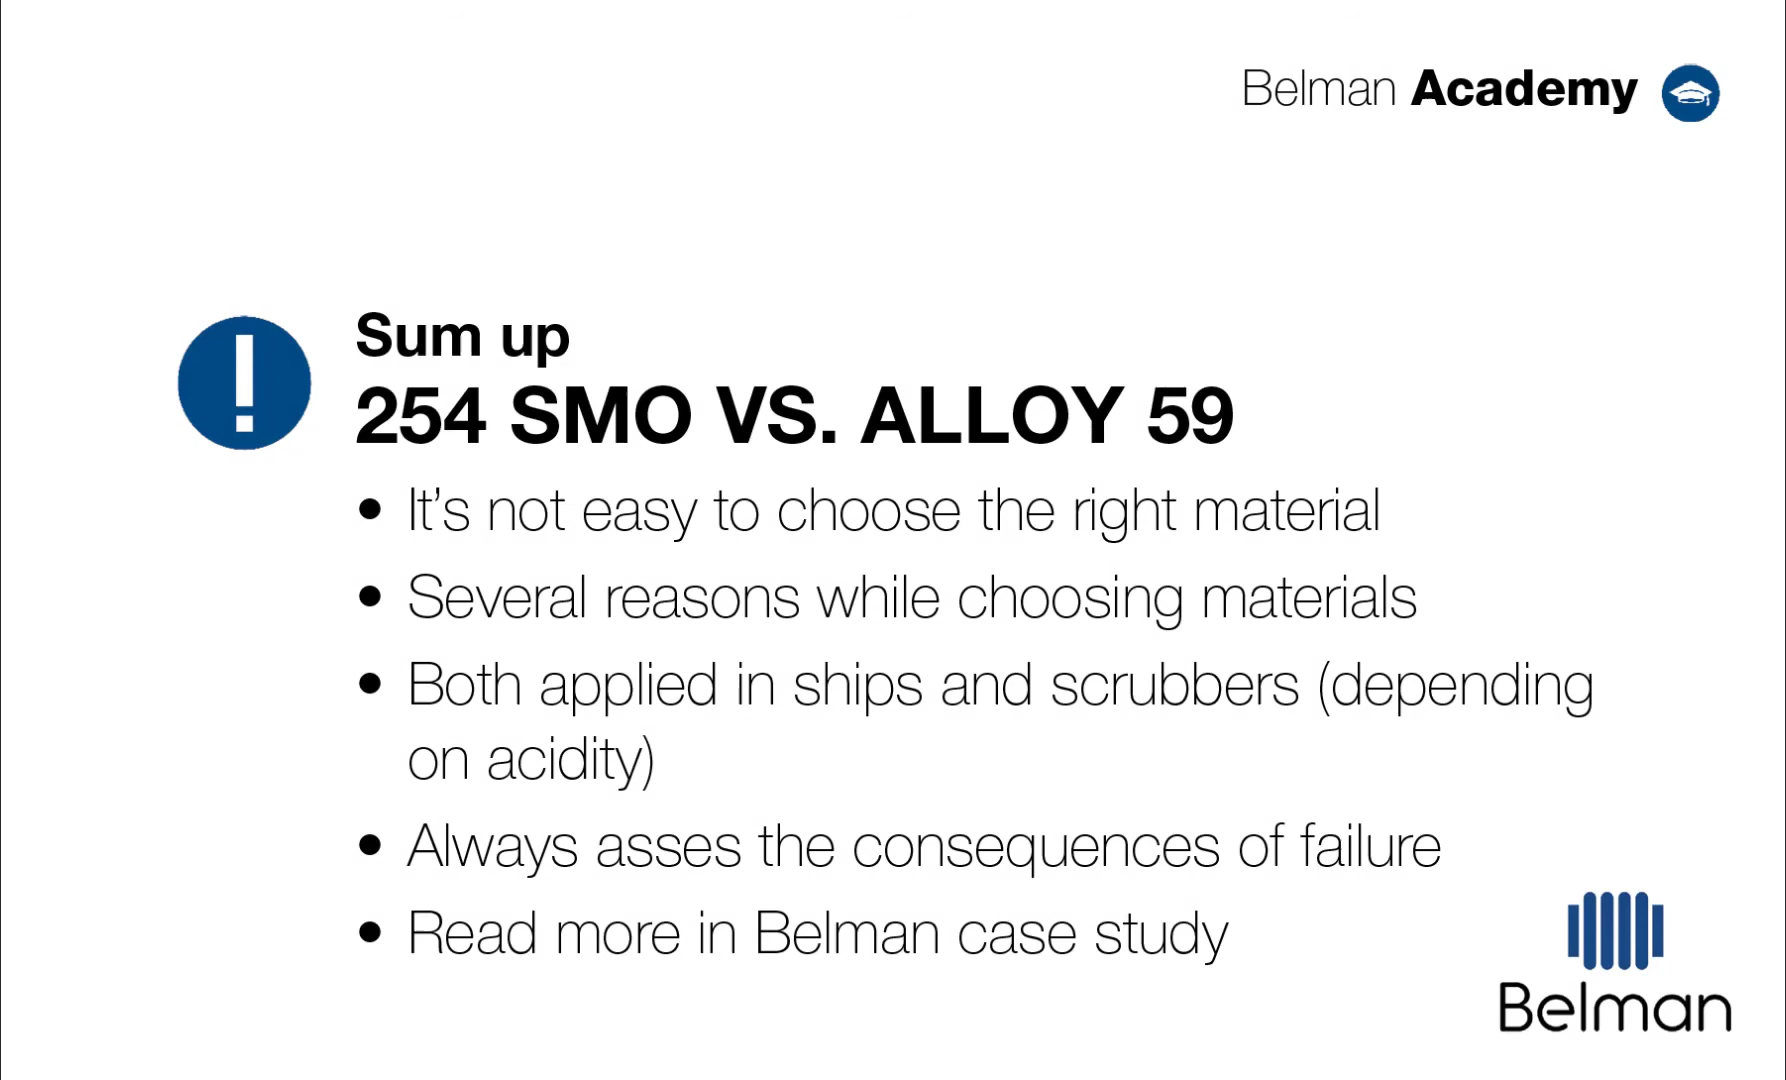 Belman Academy
Sum up
254 SMO VS. ALLOY 59
• It’s not easy to choose the right material
• Several reasons while choosing materials
• Both applied in ships and scrubbers (depending
on acidity)
• Always asses the consequences of failure
• Read more in Belman case study
Belman